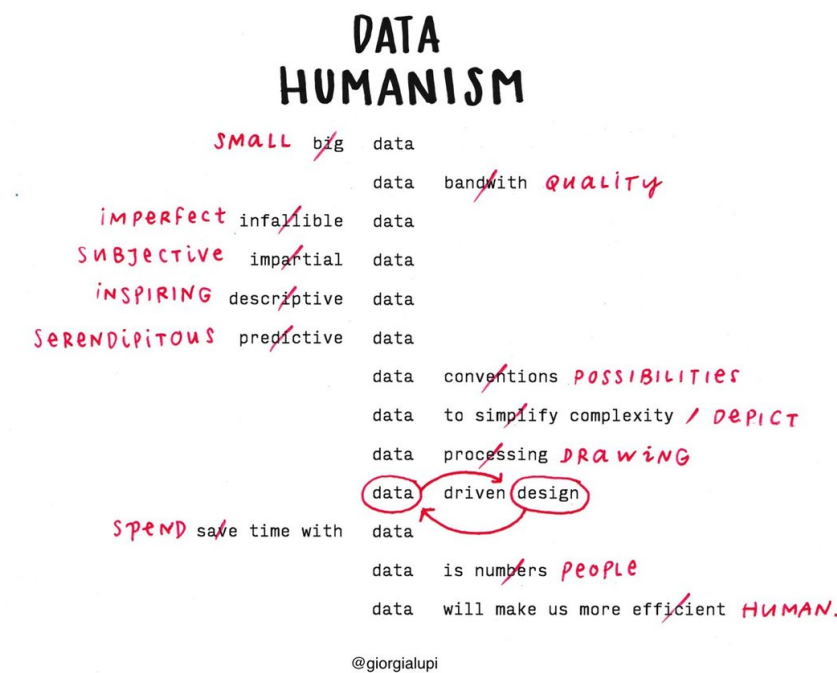 DATA
HUMANISM
SMALL big data
data bandwith QUALITY
iMPERFECT infallible data
SUBJECTIVE impartial data
iNSPIRING descriptive data
SERENDIPITOUS predictive data
data conventions POSSIBILITIES
data to simplify complexity / DEPICT
data processing DRAWING
data driven design
SPEND save time with data
data is numbers PEOPLE
data will make us more efficient HUMAN.
@giorgialupi